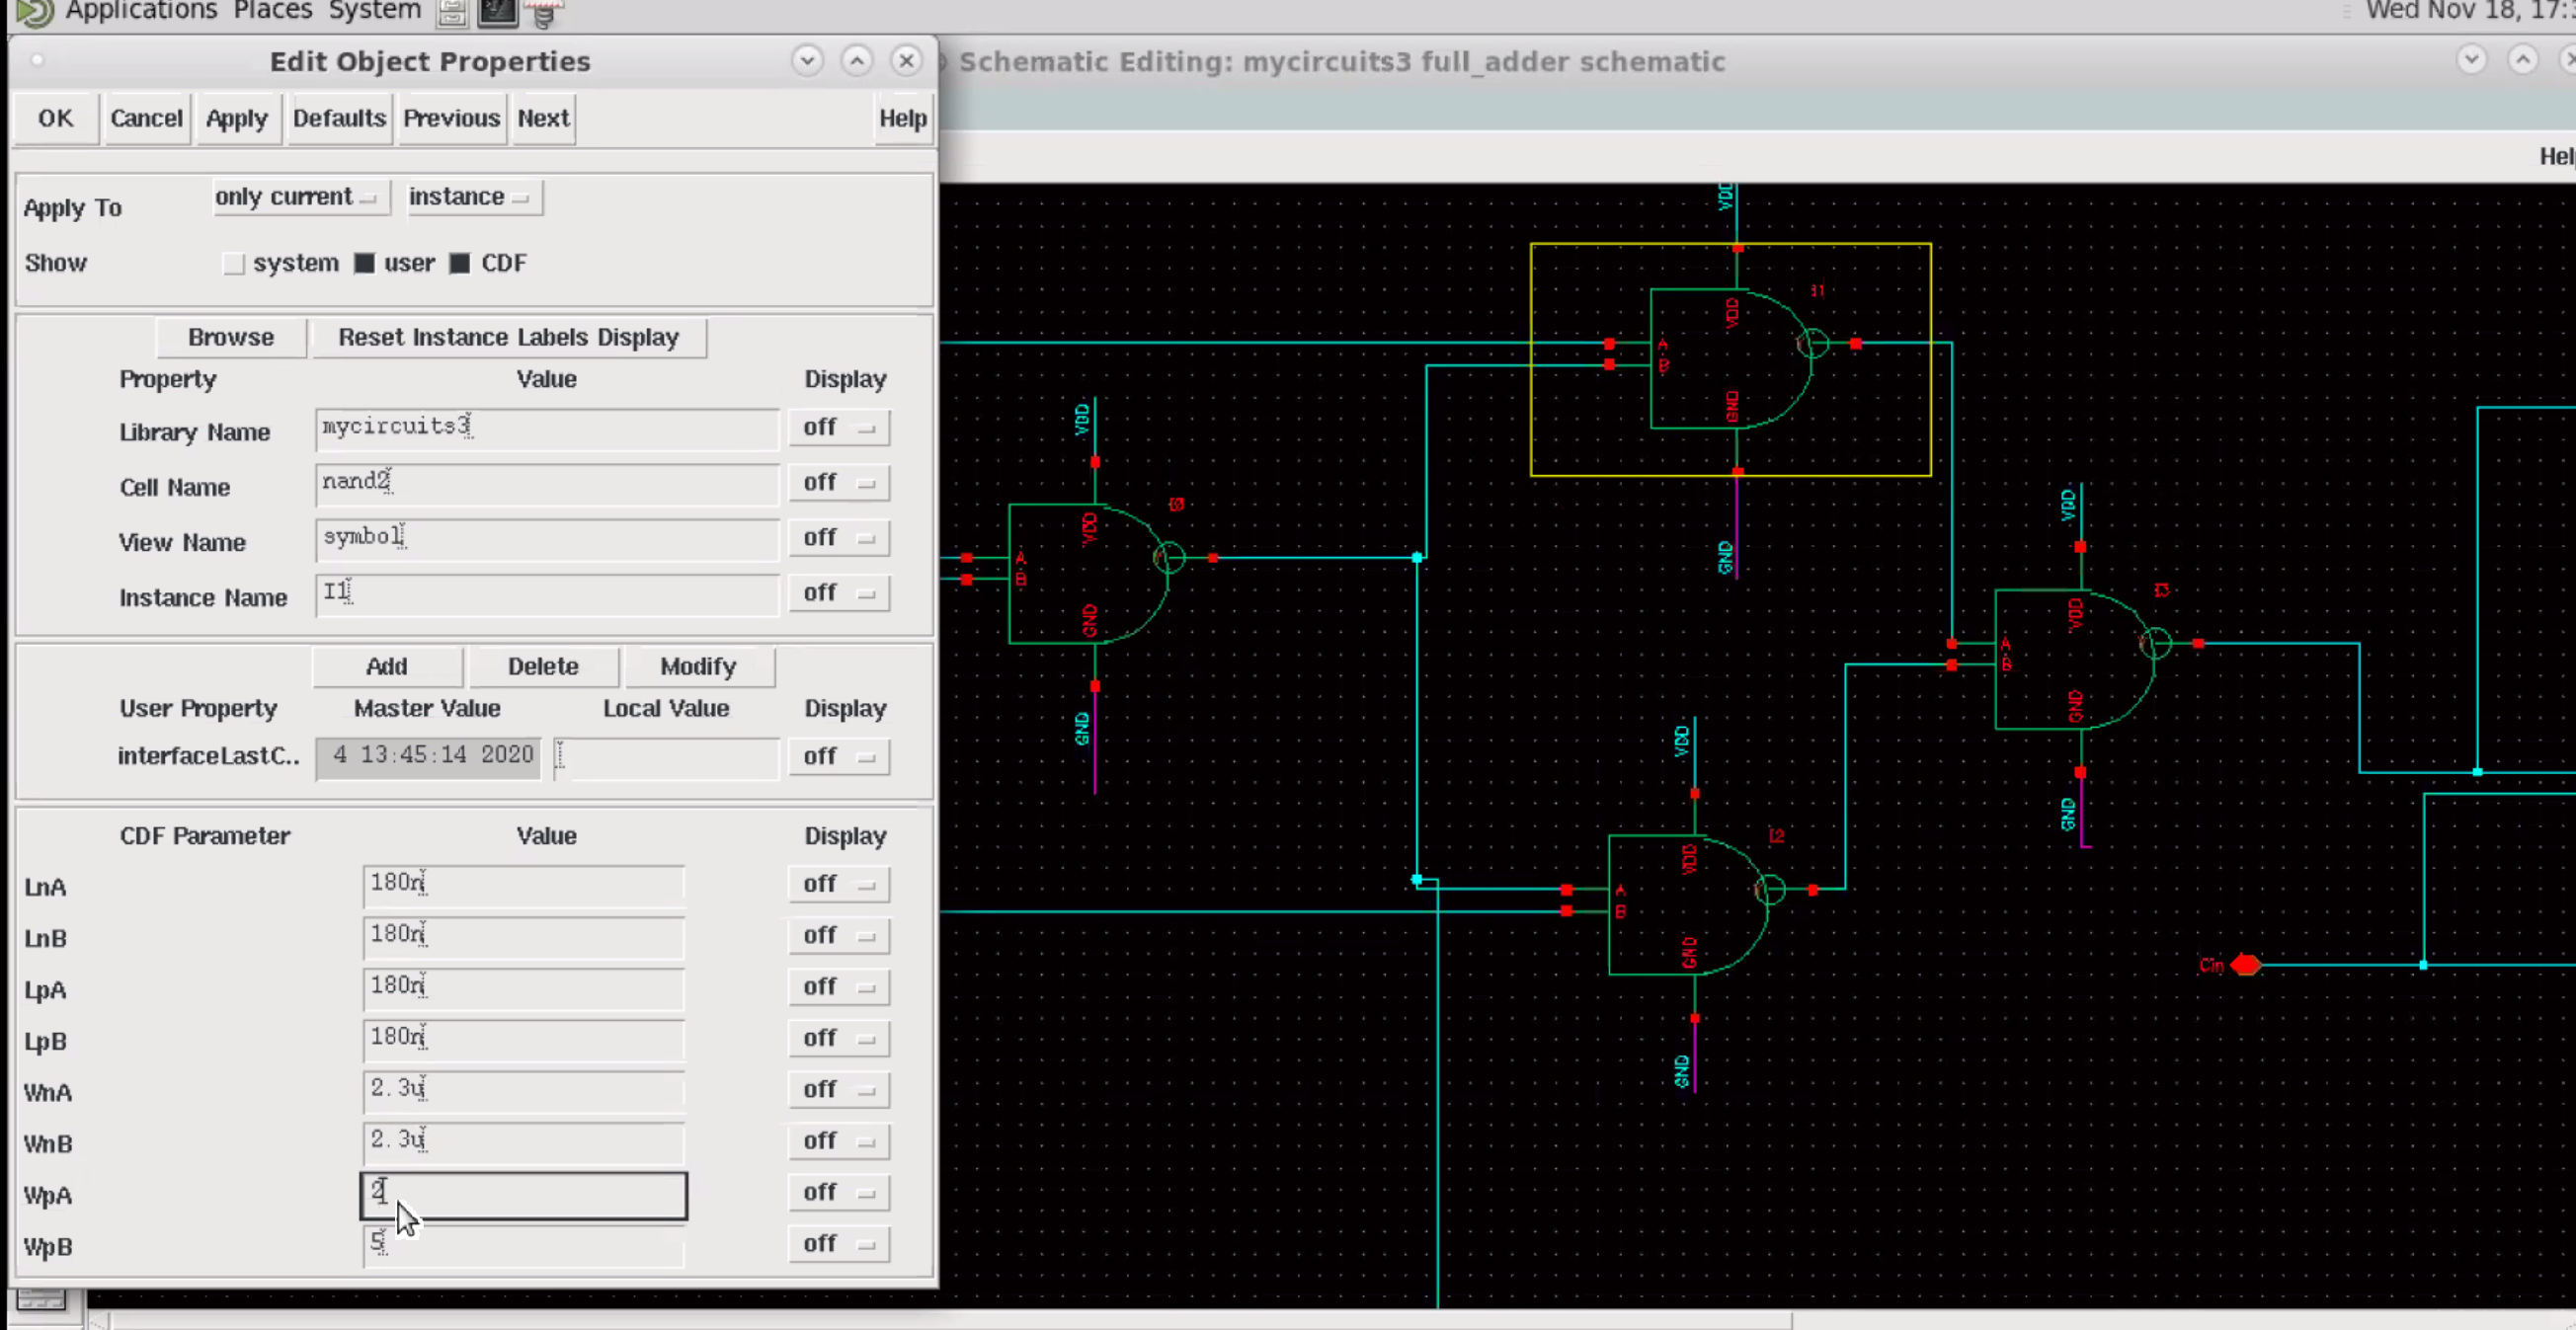 Applications Places System
Wed Nov 18, 17:3
Edit Object Properties
Schematic Editing: mycircuits3 full_adder schematic
OK Cancel Apply Defaults Previous Next Help
Help
Apply To only current instance
Show system user CDF
Browse Reset Instance Labels Display
Property Value Display
Library Name mycircuits3 off
Cell Name nand2 off
View Name symbol off
Instance Name I1 off
Add Delete Modify
User Property Master Value Local Value Display
interfaceLastC.. 4 13:45:14 2020 off
CDF Parameter Value Display
LnA 180n off
LnB 180n off
LpA 180n off
LpB 180n off
WnA 2.3u off
WnB 2.3u off
WpA 2 off
WpB 5 off
VDD
I1
VDD
A
B
GND
GND
VDD
I0
VDD
A
B
GND
GND
VDD
I3
VDD
A
B
GND
GND
VDD
I2
VDD
A
B
GND
GND
Cin